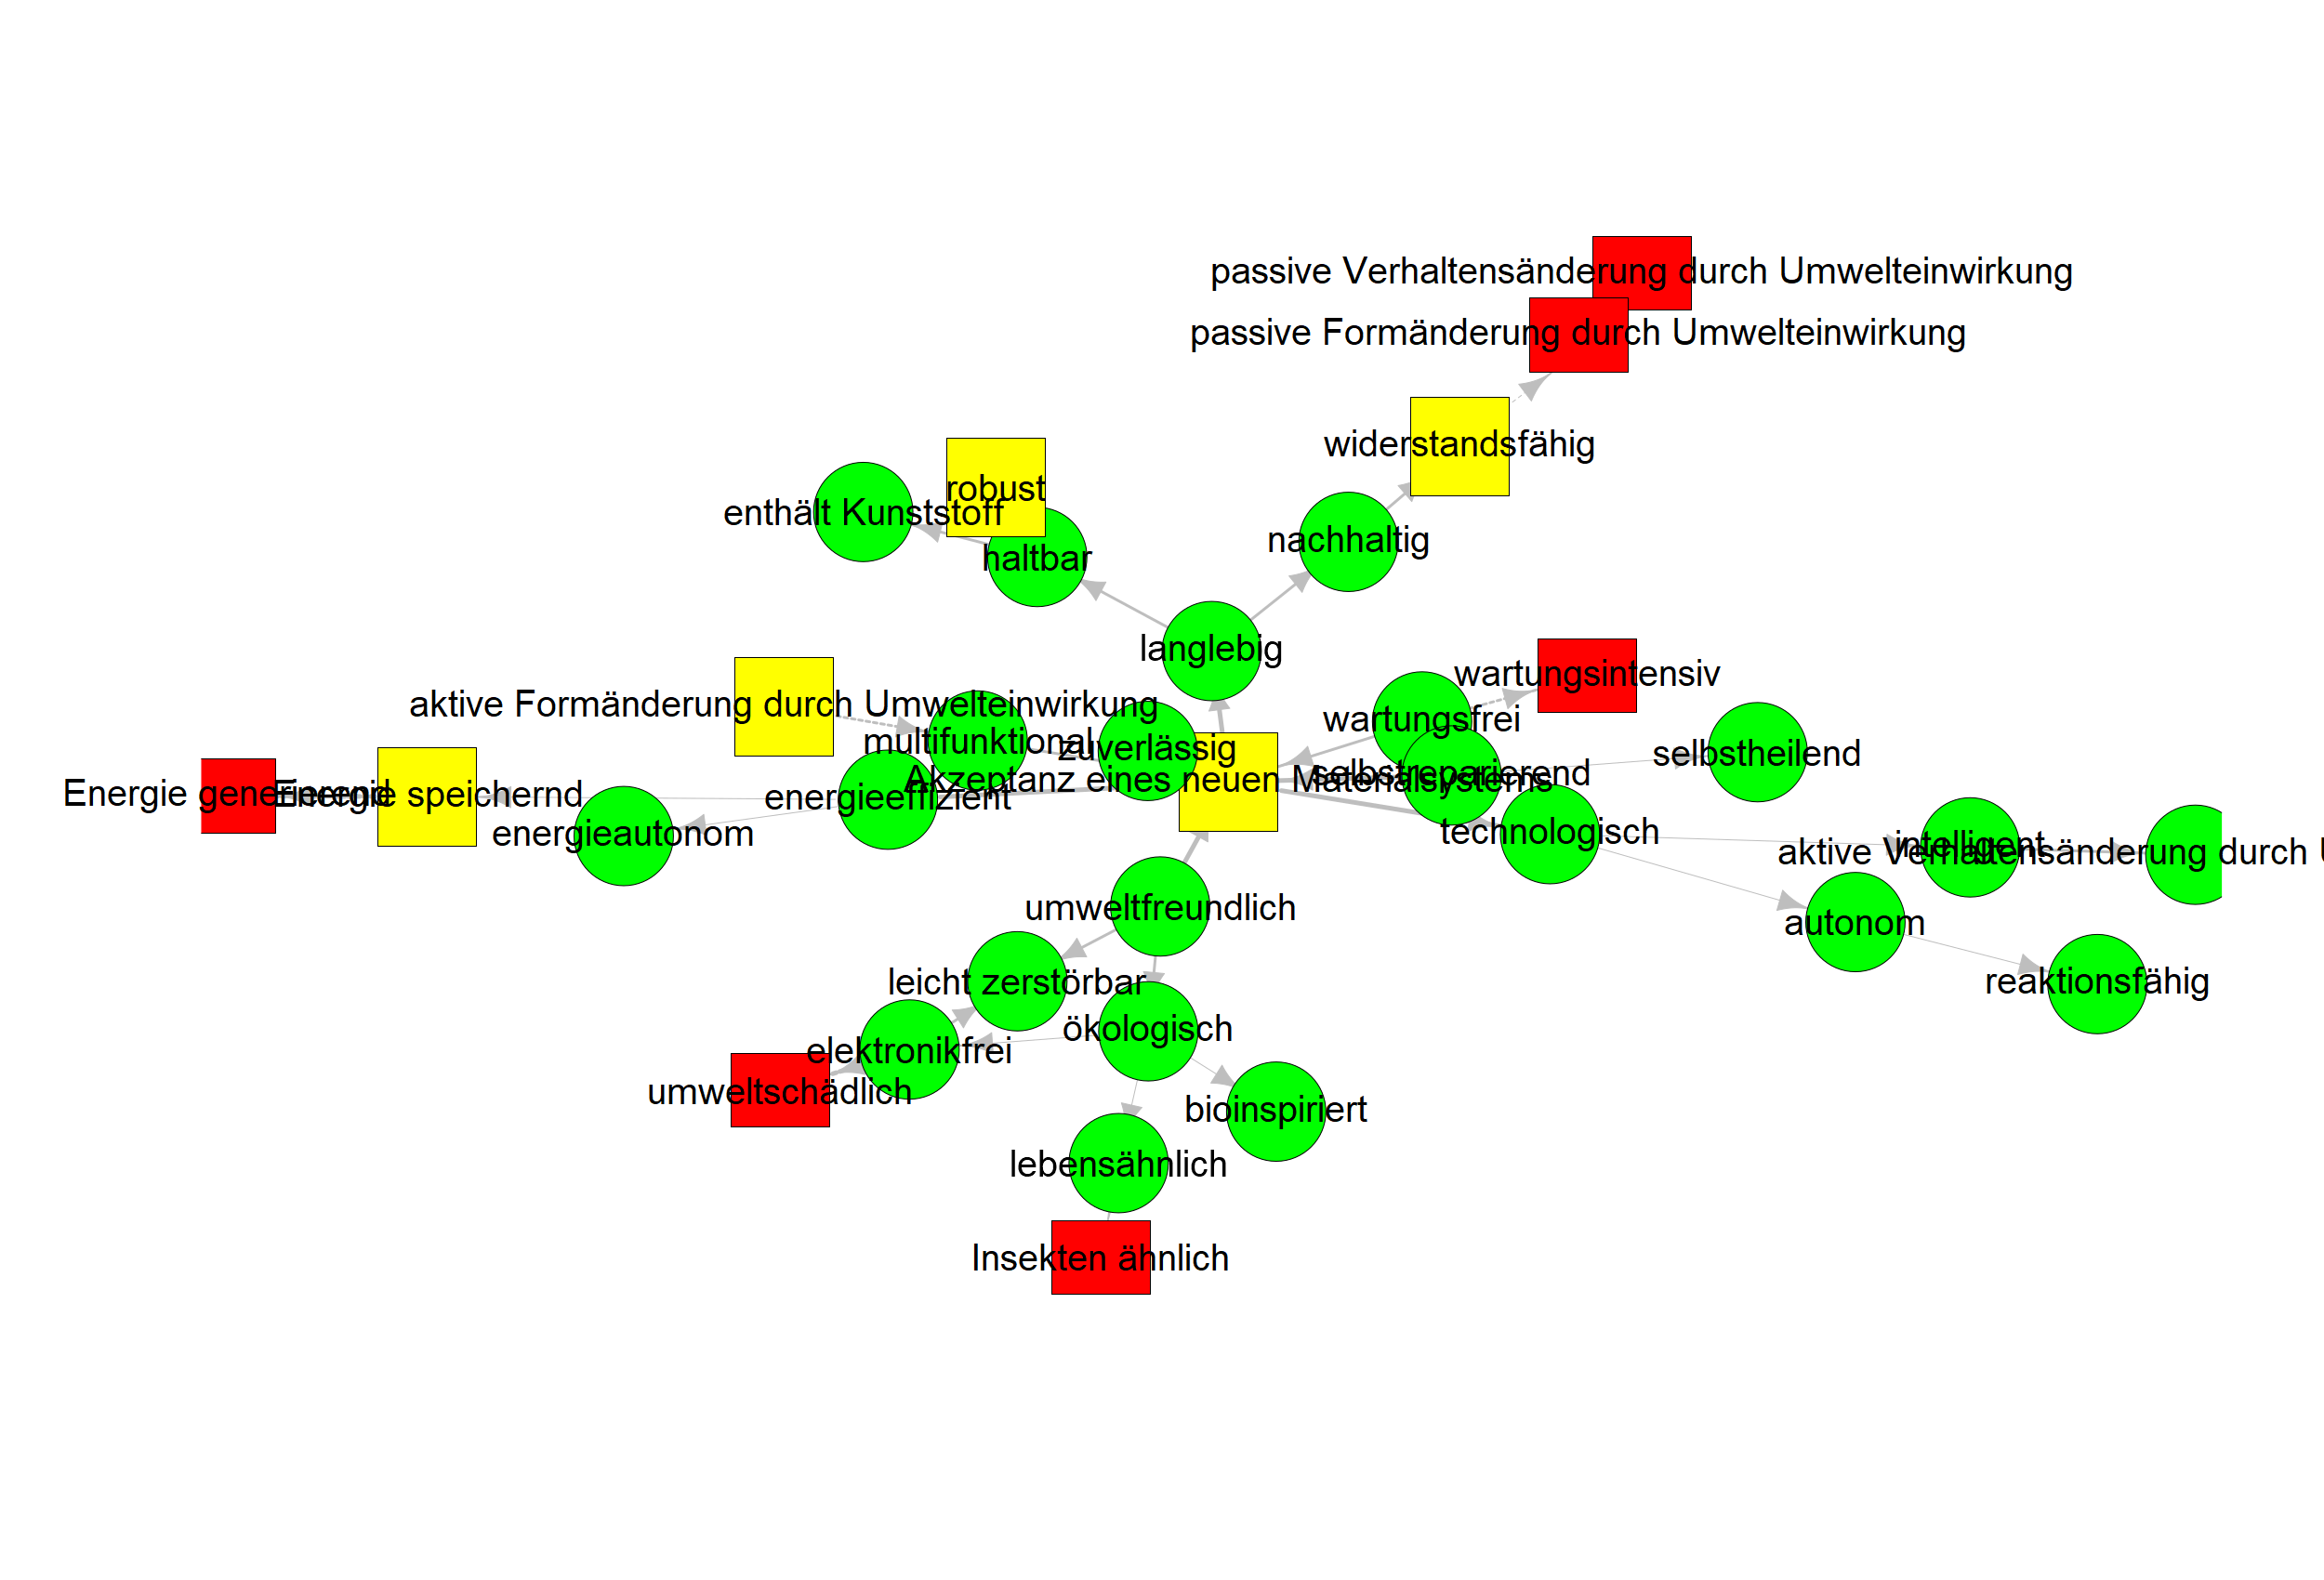 passive Verhaltensänderung durch Umwelteinwirkung
passive Formänderung durch Umwelteinwirkung
widerstandsfähig
robust
enthält Kunststoff
nachhaltig
haltbar
langlebig
wartungsintensiv
aktive Formänderung durch Umwelteinwirkung
wartungsfrei
multifunktional
zuverlässig
selbstheilend
selbstreparierend
Akzeptanz eines neuen Materialsystems
Energie generierend
Energie speichernd
energieeffizient
energieautonom
technologisch
intelligent
aktive Verhaltensänderung durch U
umweltfreundlich
autonom
leicht zerstörbar
reaktionsfähig
ökologisch
elektronikfrei
umweltschädlich
bioinspiriert
lebensähnlich
Insekten ähnlich